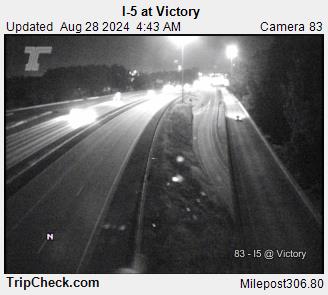 I-5 at Victory
Updated  Aug 28 2024  4:43 AM
Camera 83
T
N
83 - I5 @ Victory
TripCheck.com
Milepost306.80